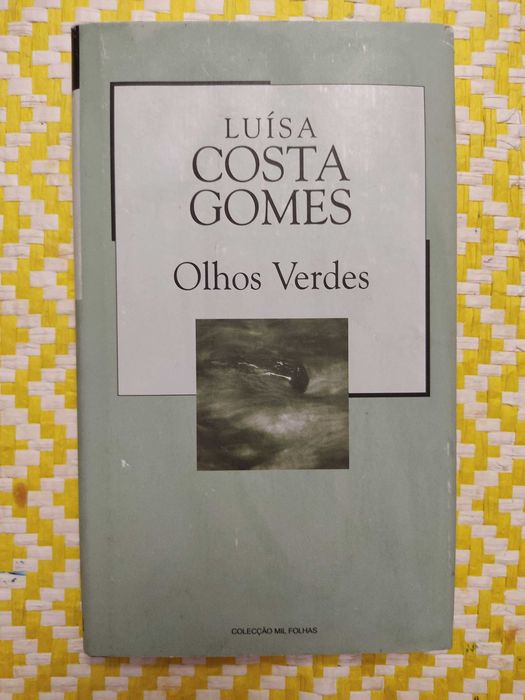 LUÍSA
COSTA
GOMES
Olhos Verdes
COLECÇÃO MIL FOLHAS